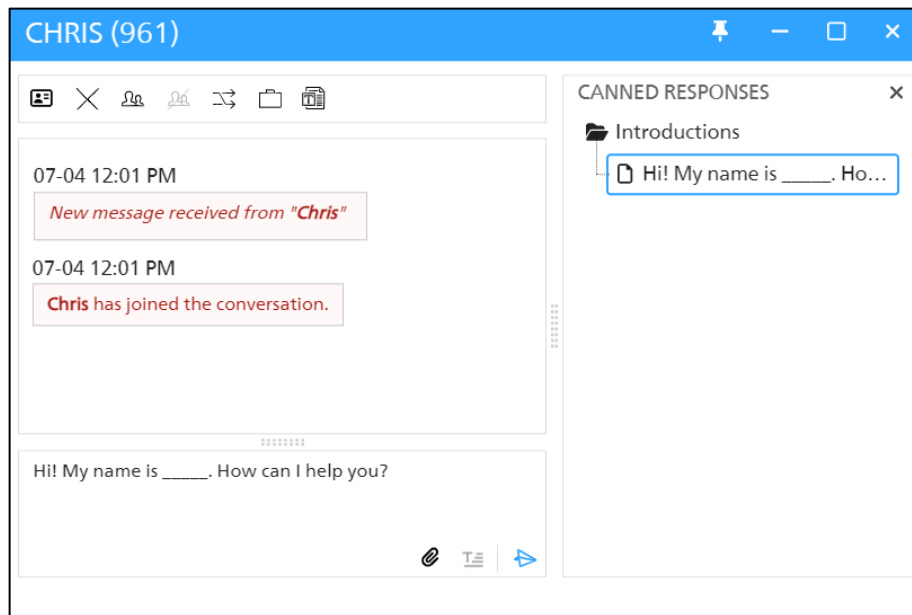 CHRIS (961)
07-04 12:01 PM
New message received from "Chris"
07-04 12:01 PM
Chris has joined the conversation.
Hi! My name is _____. How can I help you?
CANNED RESPONSES
Introductions
Hi! My name is _____. Ho...